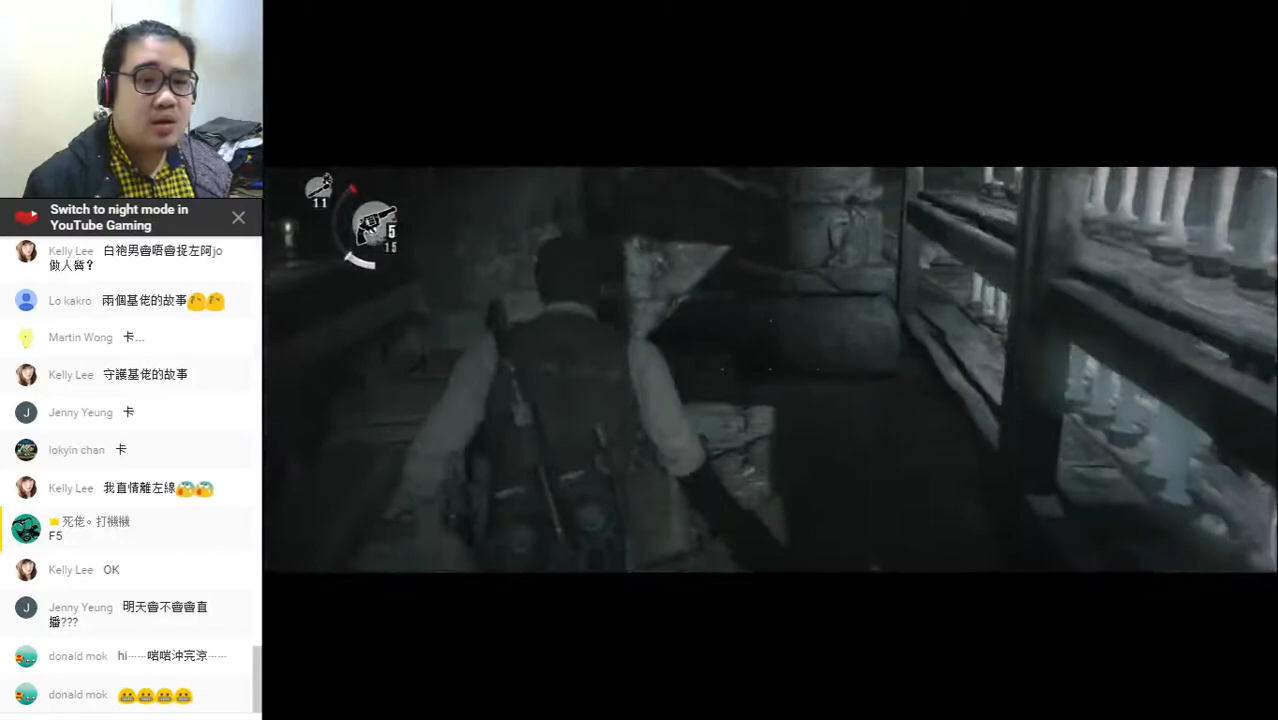 Switch to night mode in
YouTube Gaming
Kelly Lee 白袍男會唔會捉左阿jo
做人質?
Lo kakro 兩個基佬的故事🤭🤭
Martin Wong 卡...
Kelly Lee 守護基佬的故事
J
Jenny Yeung 卡
lokyin chan 卡
Kelly Lee 我直情離左線😱😱
死佬。打機機
F5
Kelly Lee OK
J
Jenny Yeung 明天會不會會直
播???
donald mok hi······啱啱沖完涼······
donald mok 😬😬😬😬
11
5
15